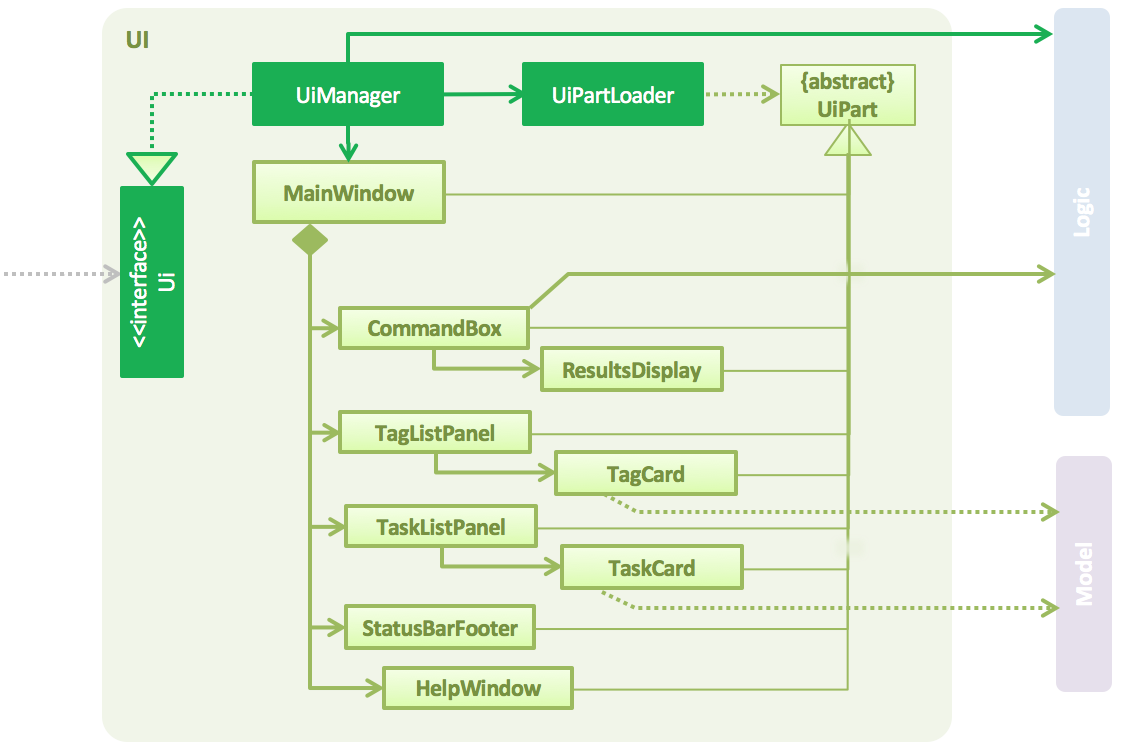 UI
UiManager
UiPartLoader
{abstract}
UiPart
MainWindow
<<interface>>
Ui
Logic
CommandBox
ResultsDisplay
TagListPanel
TagCard
TaskListPanel
TaskCard
Model
StatusBarFooter
HelpWindow